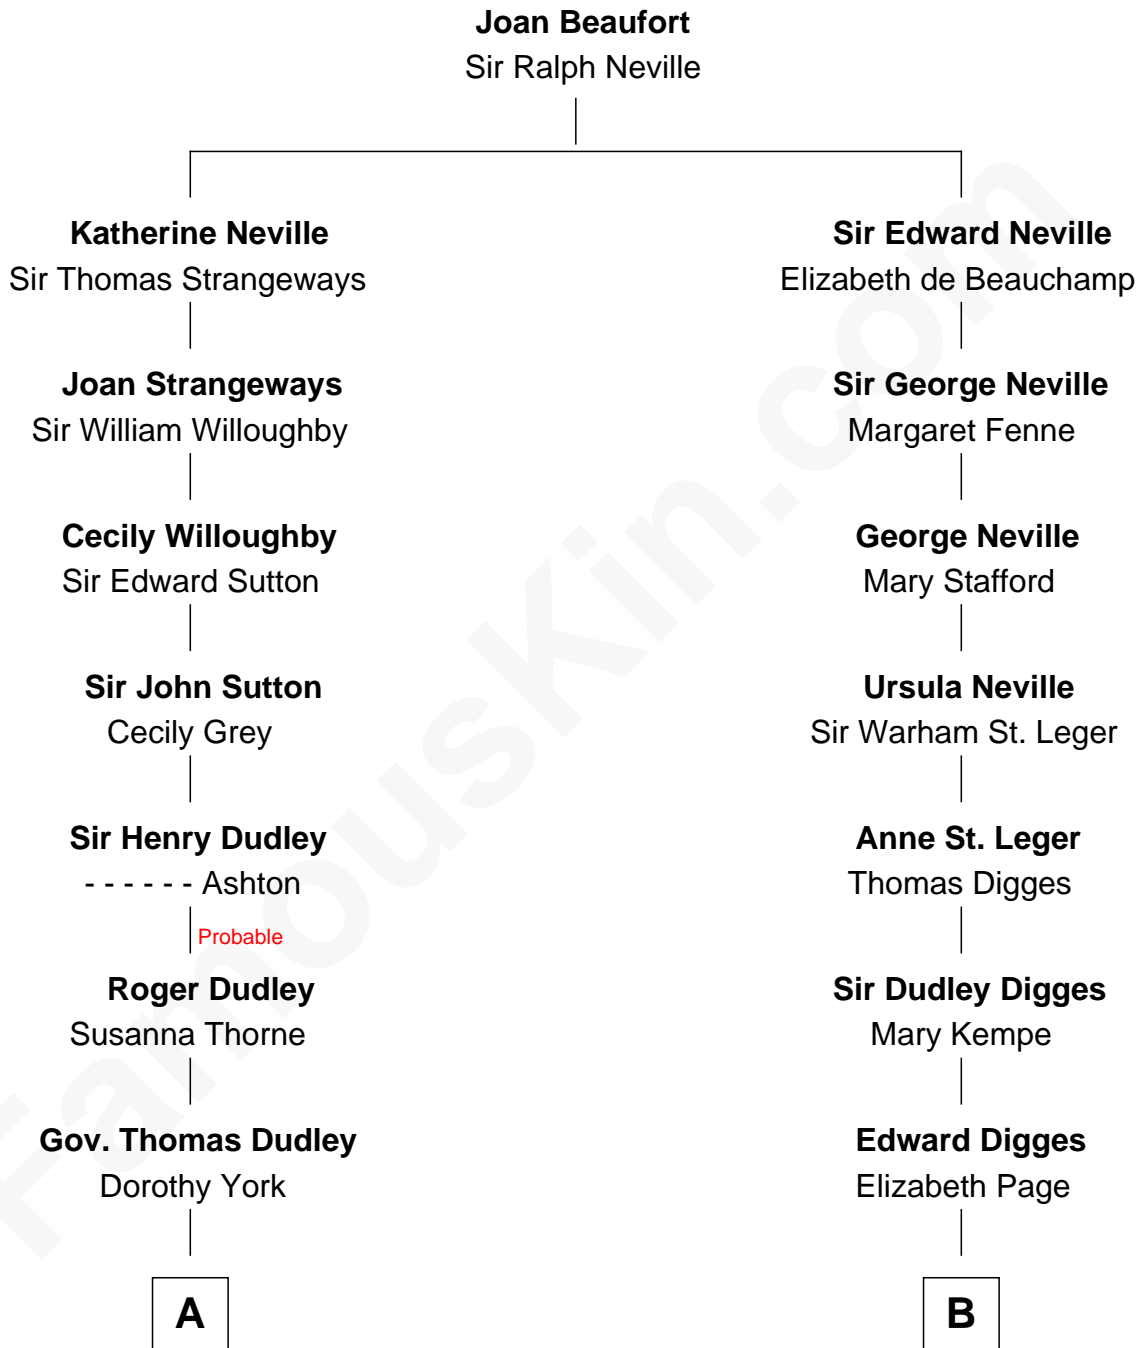 Joan Beaufort
Sir Ralph Neville
Katherine Neville
Sir Thomas Strangeways
Joan Strangeways
Sir William Willoughby
Cecily Willoughby
Sir Edward Sutton
Sir John Sutton
Cecily Grey
Sir Henry Dudley
- - - - - - Ashton
Probable
Roger Dudley
Susanna Thorne
Gov. Thomas Dudley
Dorothy York
A
Sir Edward Neville
Elizabeth de Beauchamp
Sir George Neville
Margaret Fenne
George Neville
Mary Stafford
Ursula Neville
Sir Warham St. Leger
Anne St. Leger
Thomas Digges
Sir Dudley Digges
Mary Kempe
Edward Digges
Elizabeth Page
B
FamousKin.com